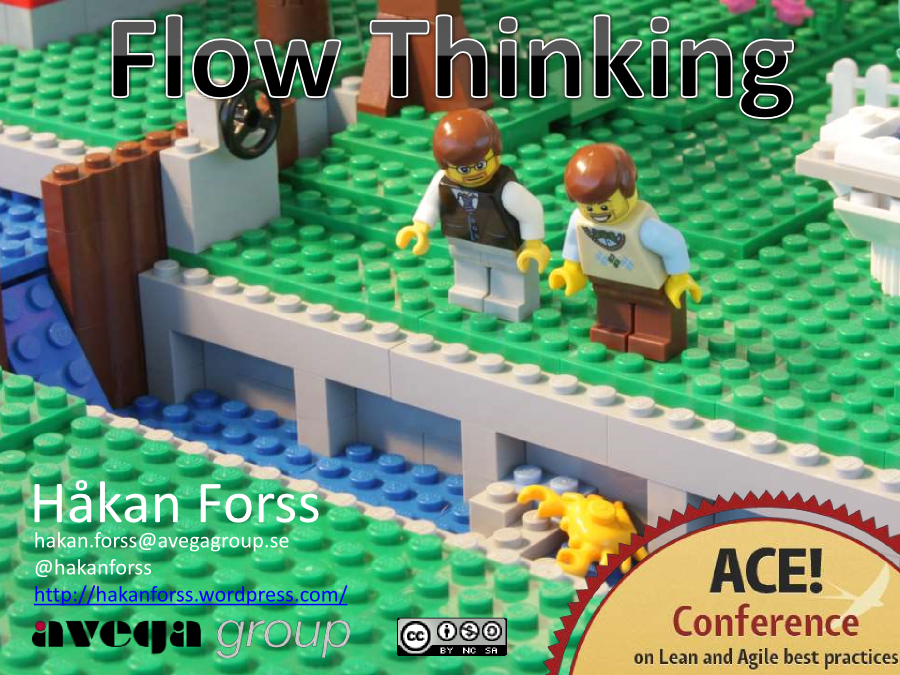 Flow Thinking
Håkan Forss
hakan.forss@avegagroup.se
@hakanforss
http://hakanforss.wordpress.com/
avega group
cc
BY NC SA
ACE!
Conference
on Lean and Agile best practices